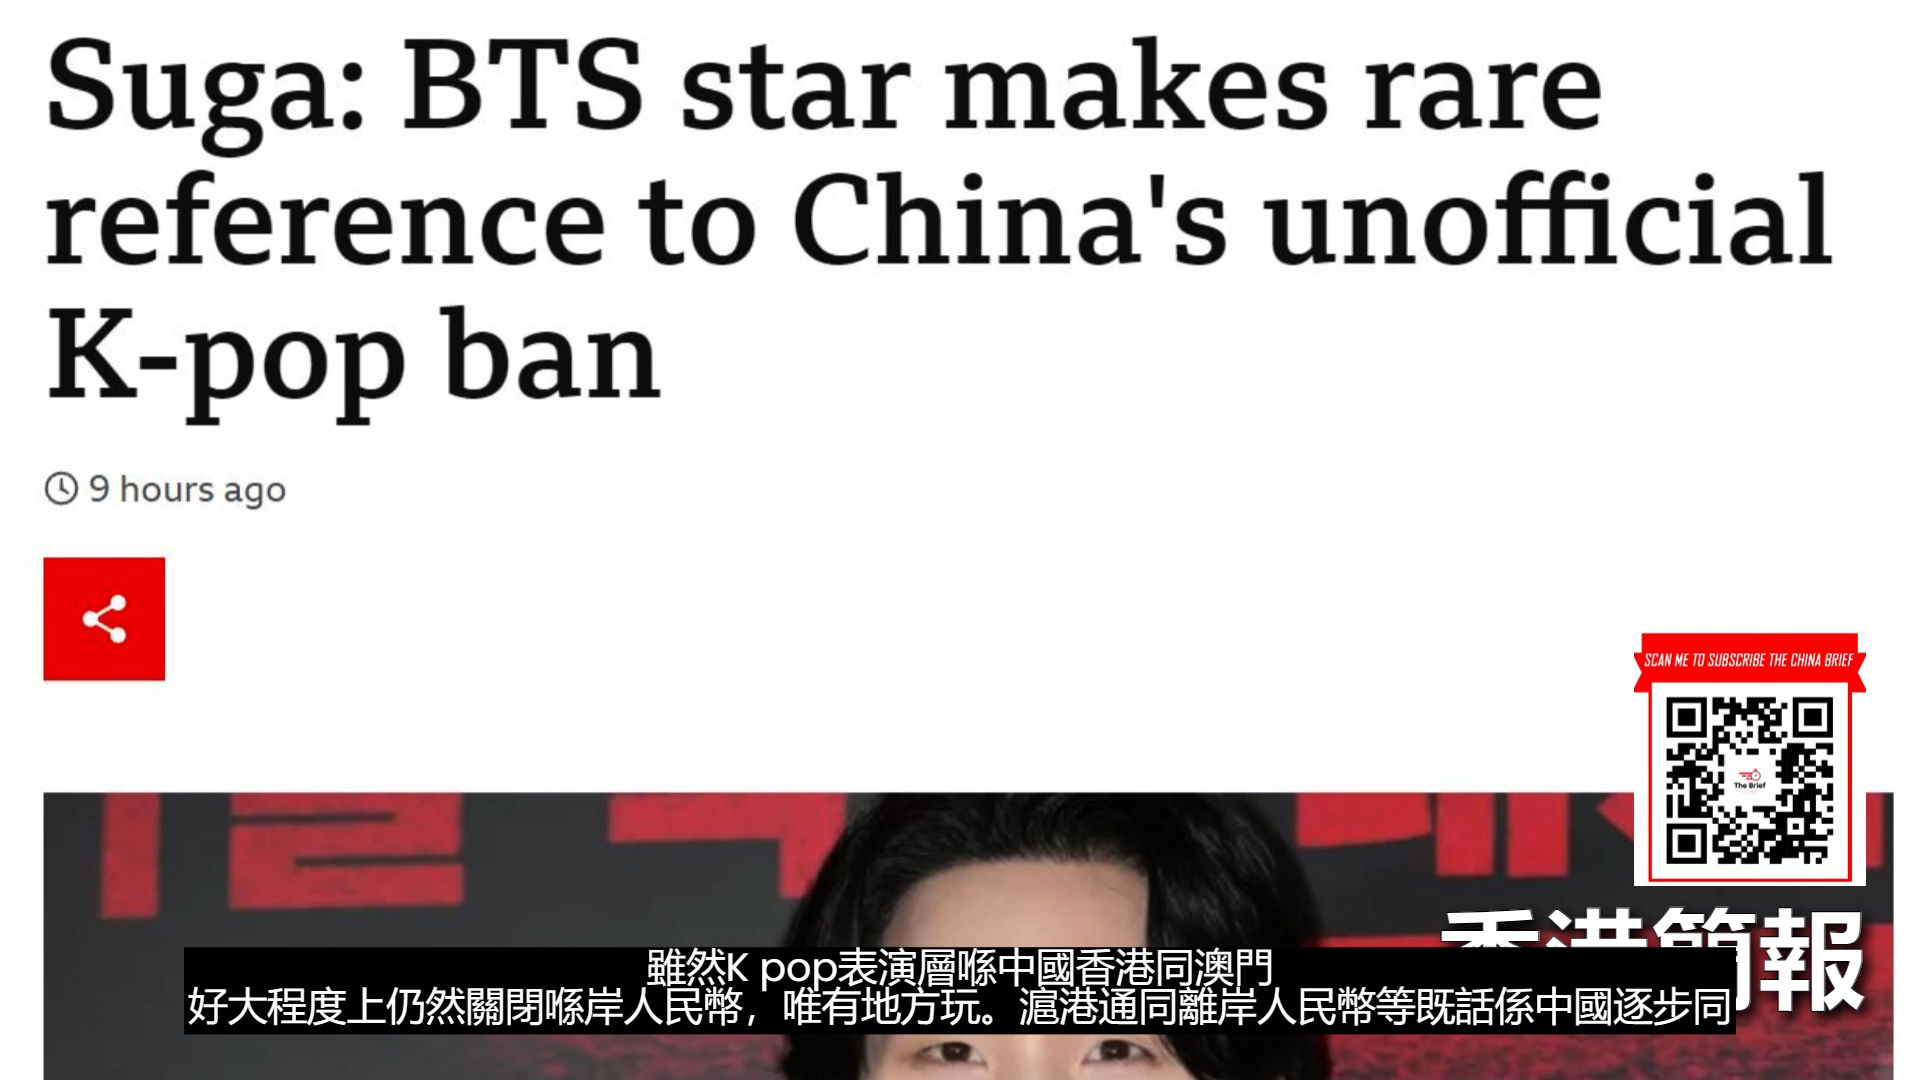 Suga: BTS star makes rare
reference to China's unofficial
K-pop ban
9 hours ago
SCAN ME TO SUBSCRIBE THE CHINA BRIEF
The Brief
香港簡報
雖然K pop表演層喺中國香港同澳門
好大程度上仍然關閉喺岸人民幣，唯有地方玩。滬港通同離岸人民幣等既話係中國逐步同